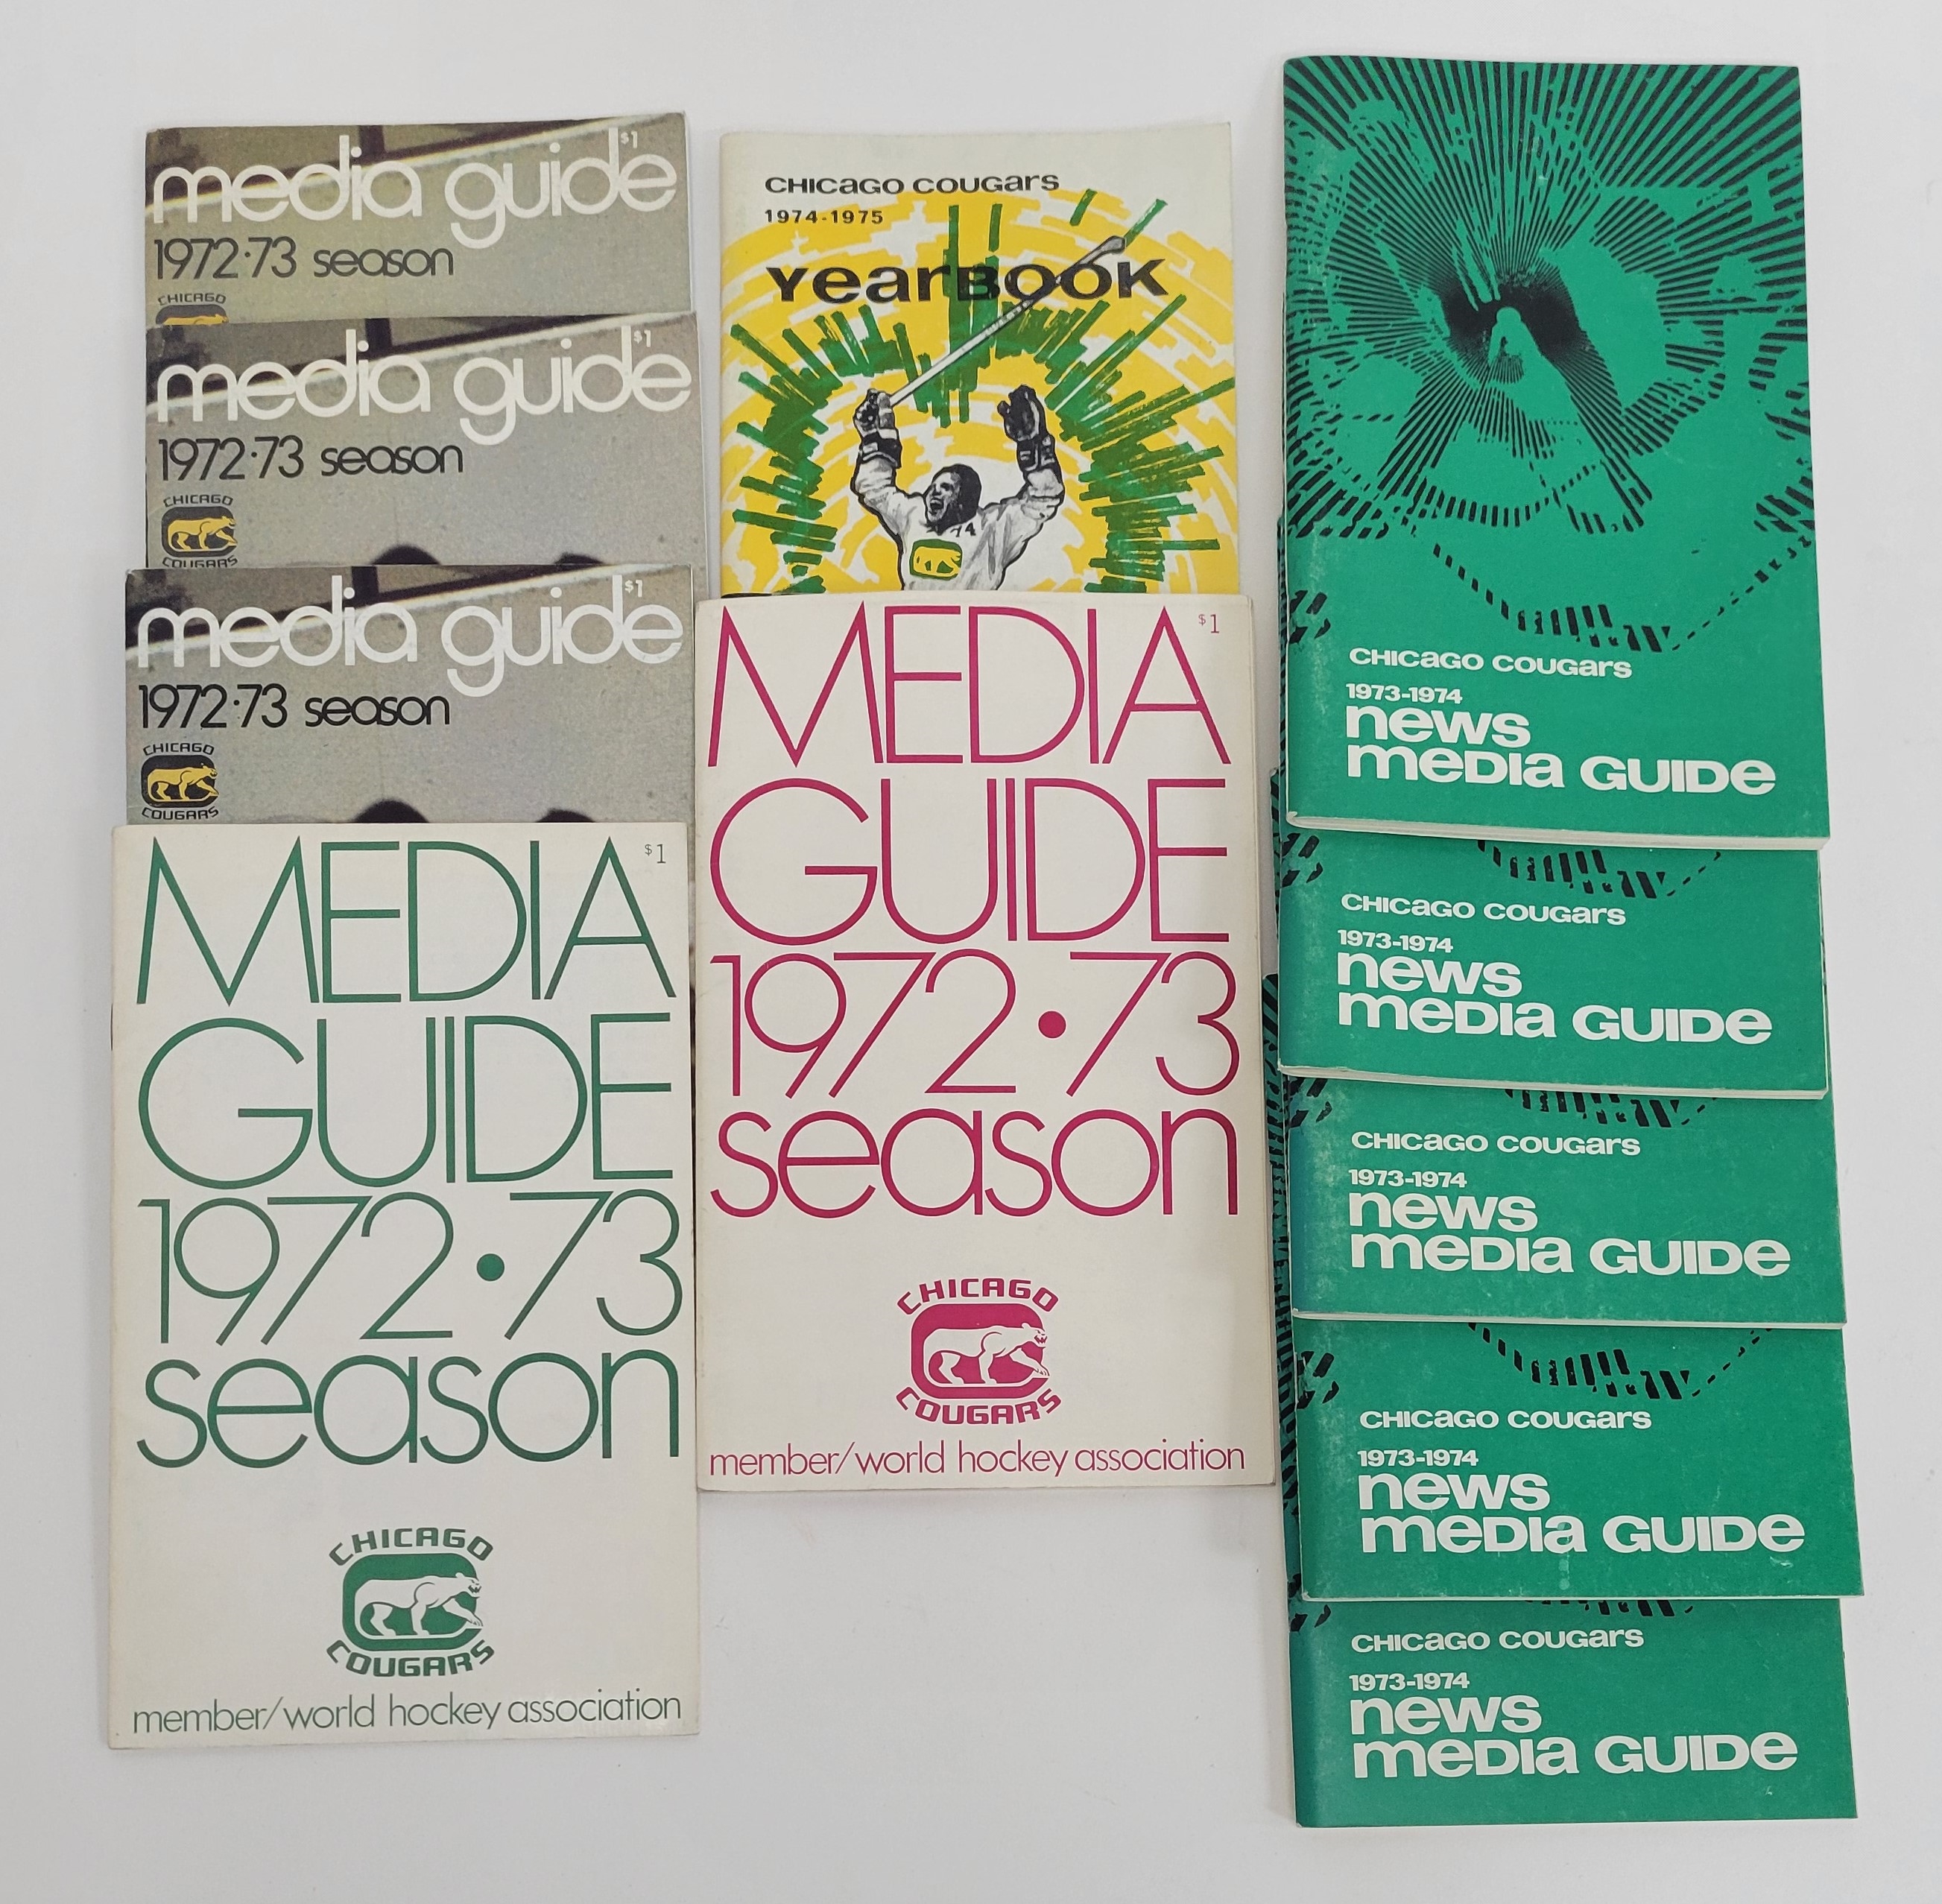 media guide
$1
1972·73 season
CHICAGO
media guide
$1
1972·73 season
CHICAGO
COUGARS
media guide
$1
1972·73 season
CHICAGO
COUGARS
MEDIA
$1
GUIDE
1972·73
season
CHICAGO
COUGARS
member/world hockey association
CHICAGO COUGARS
1974-1975
YearBOOK
MEDIA
$1
GUIDE
1972·73
season
CHICAGO
COUGARS
member/world hockey association
CHICAGO COUGARS
1973-1974
news
meDIa GUIDe
CHICAGO COUGARS
1973-1974
news
meDIa GUIDe
CHICAGO COUGARS
1973-1974
news
meDIa GUIDe
CHICAGO COUGARS
1973-1974
news
meDIa GUIDe
CHICAGO COUGARS
1973-1974
news
meDIa GUIDe